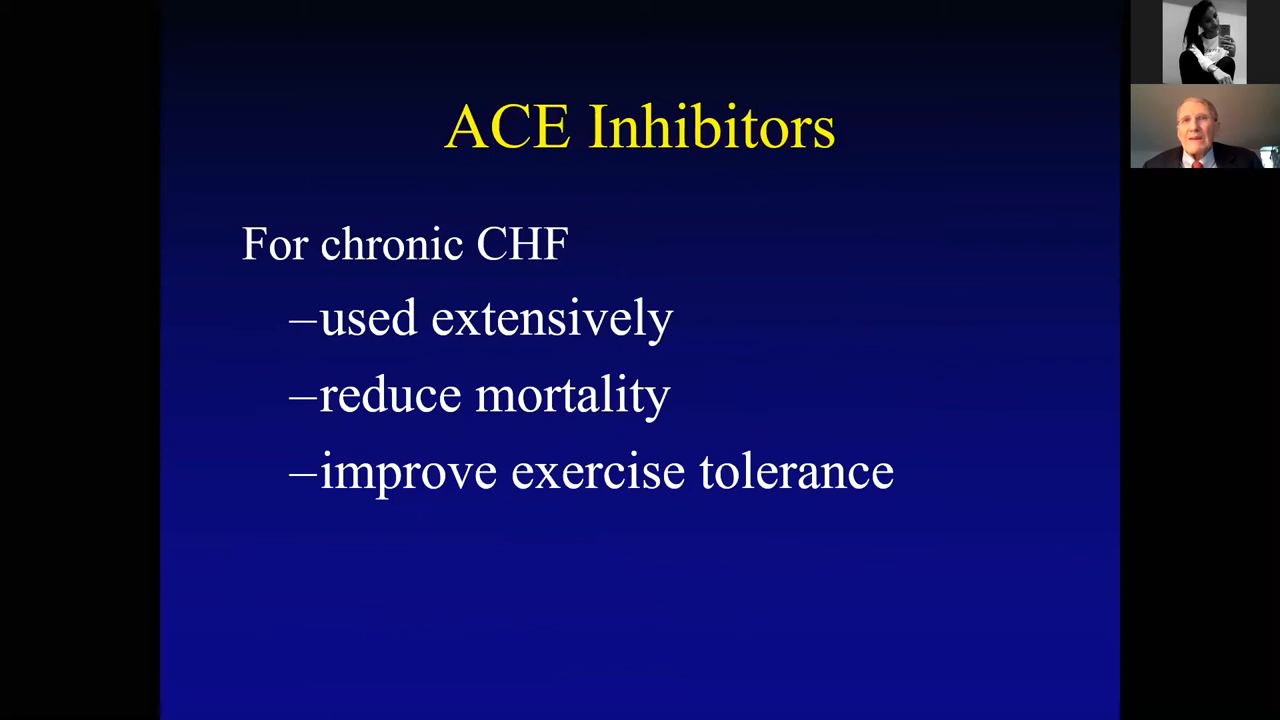 ACE Inhibitors
For chronic CHF
–used extensively
–reduce mortality
–improve exercise tolerance